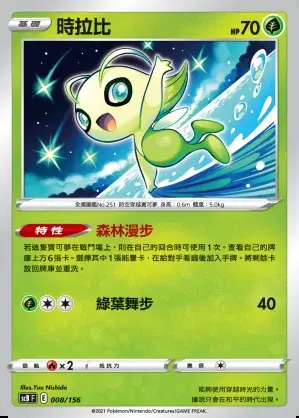 基礎 時拉比 HP 70
全國圖鑑No.251 時空穿越寶可夢 身高:0.6m 體重:5.0kg
特性 森林漫步
若這隻寶可夢在戰鬥場上,則在自己的回合時可使用1次。查看自己的牌
庫上方6張卡。選擇其中1張能量卡,在給對手看過後加入手牌。將剩餘卡
放回牌庫並重洗。
綠葉舞步 40
弱點 ×2 抵抗力 撤退
Illus.Yuu Nishida
sc3 F E 008/156
能夠使用穿越時光的力量。
據說只會在和平的時代出現。
©2021 Pokémon/Nintendo/Creatures/GAME FREAK.